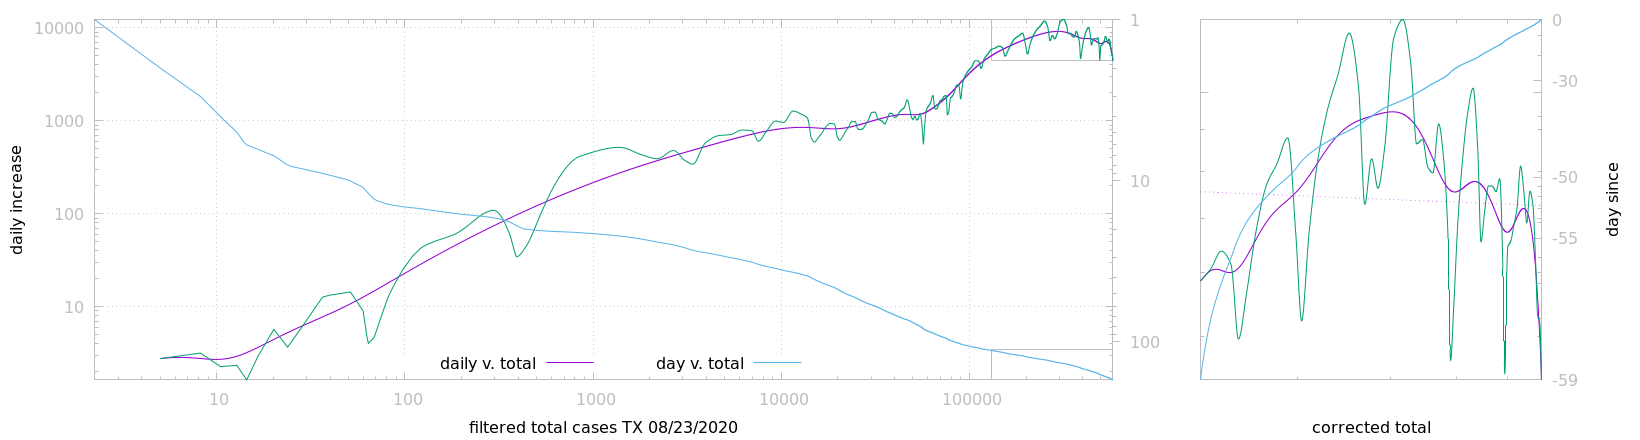 10000
1000
100
10
daily increase
1
10
100
daily v. total
day v. total
10
100
1000
10000
100000
filtered total cases TX 08/23/2020
0
-30
-50
-55
-59
day since
corrected total